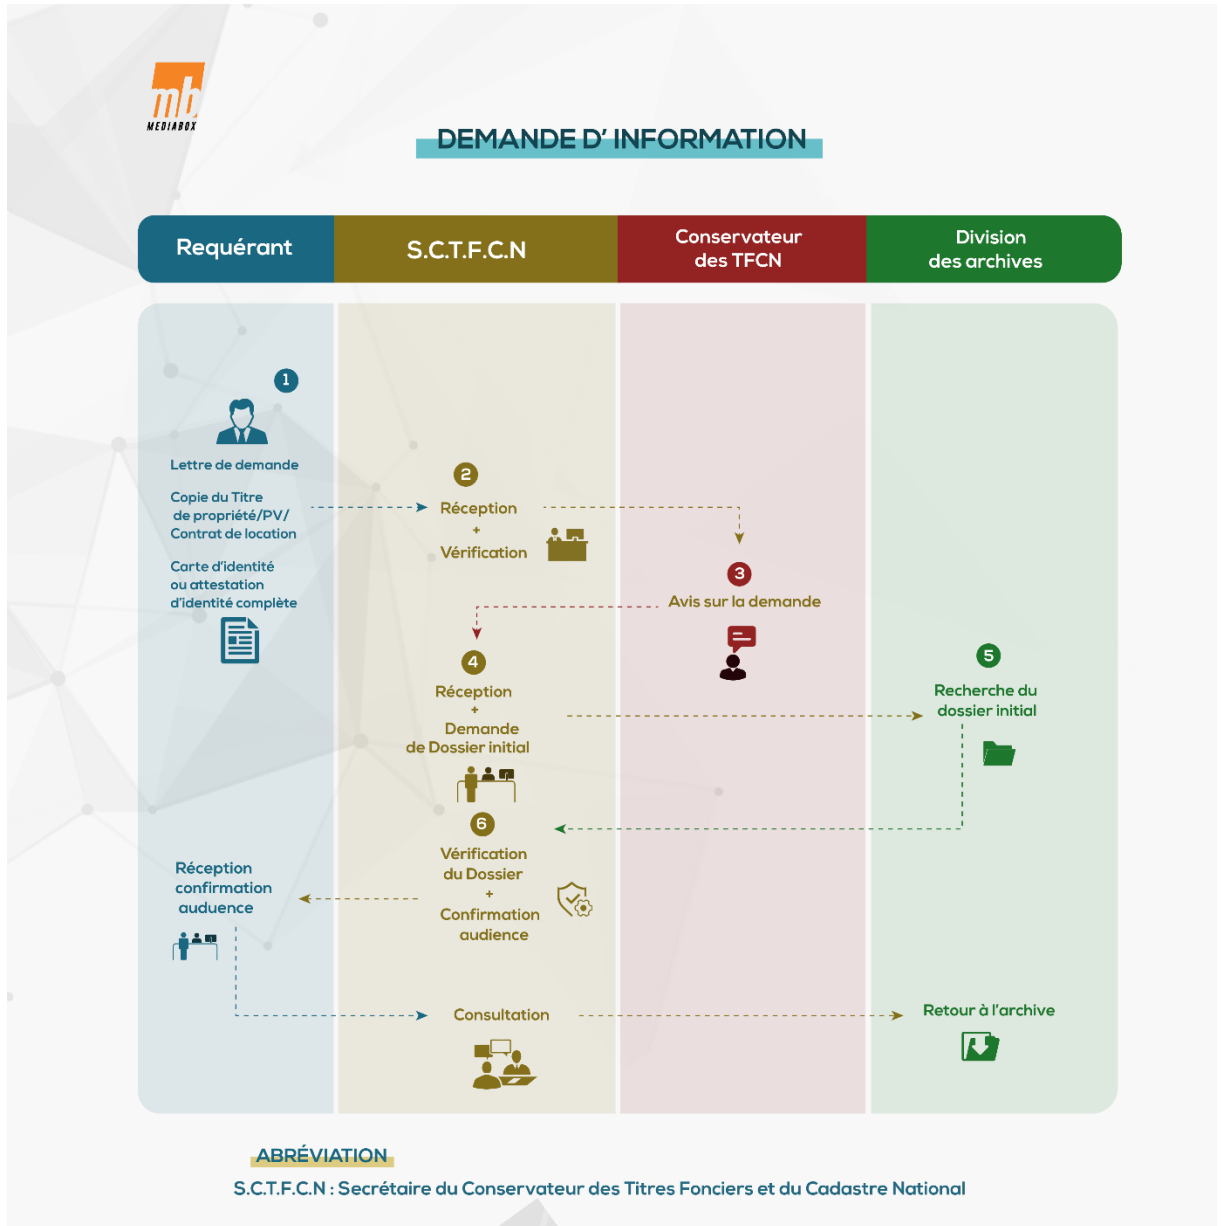 mb
MEDIABOX
DEMANDE D' INFORMATION
Requérant
S.C.T.F.C.N
Conservateur
des TFCN
Division
des archives
1
Lettre de demande
Copie du Titre
de propriété/PV/
Contrat de location
Carte d'identité
ou attestation
d'identité complète
2
Réception
+
Vérification
3
Avis sur la demande
4
Réception
+
Demande
de Dossier initial
5
Recherche du
dossier initial
6
Vérification
du Dossier
+
Confirmation
audience
Réception
confirmation
auduence
Consultation
Retour à l'archive
ABRÉVIATION
S.C.T.F.C.N : Secrétaire du Conservateur des Titres Fonciers et du Cadastre National